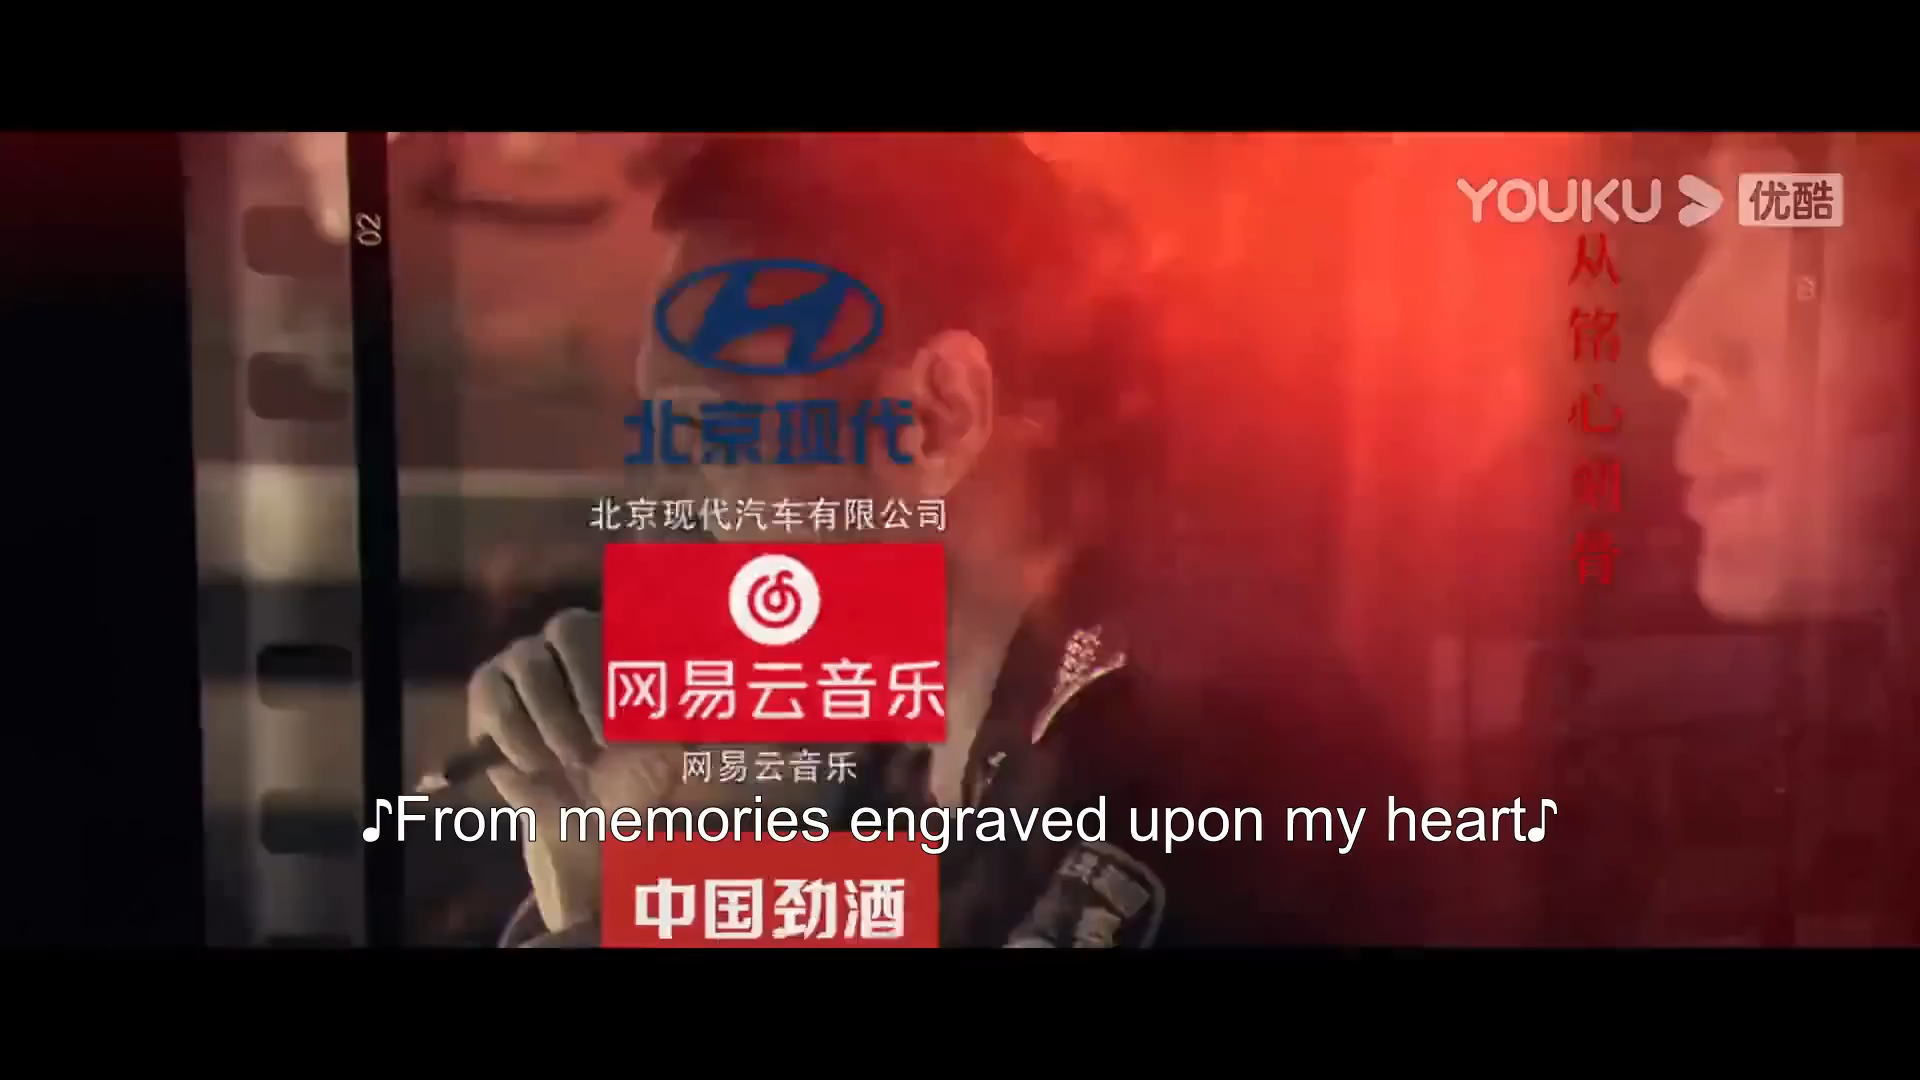 YOUKU 优酷
02
从铭心刻骨
北京现代
北京现代汽车有限公司
网易云音乐
网易云音乐
♪From memories engraved upon my heart♪
中国劲酒